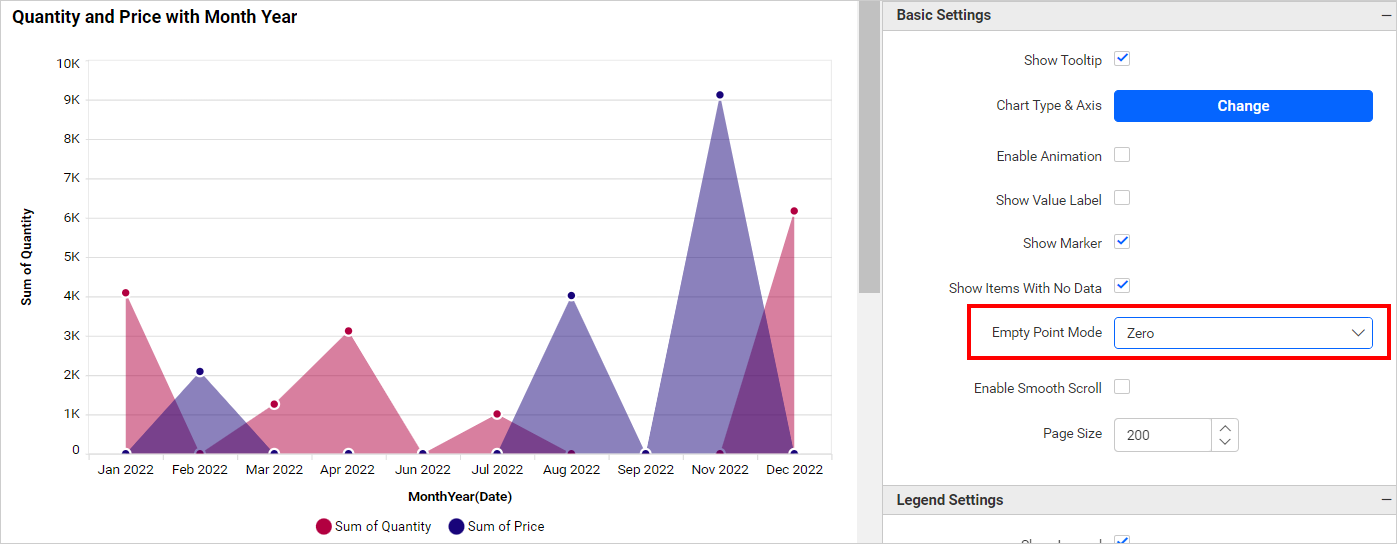 Quantity and Price with Month Year
10K
9K
8K
7K
6K
5K
4K
3K
2K
1K
0
Sum of Quantity
Jan 2022 Feb 2022 Mar 2022 Apr 2022 Jun 2022 Jul 2022 Aug 2022 Sep 2022 Nov 2022 Dec 2022
MonthYear(Date)
Sum of Quantity Sum of Price
Basic Settings
Show Tooltip
Chart Type & Axis Change
Enable Animation
Show Value Label
Show Marker
Show Items With No Data
Empty Point Mode Zero
Enable Smooth Scroll
Page Size 200
Legend Settings